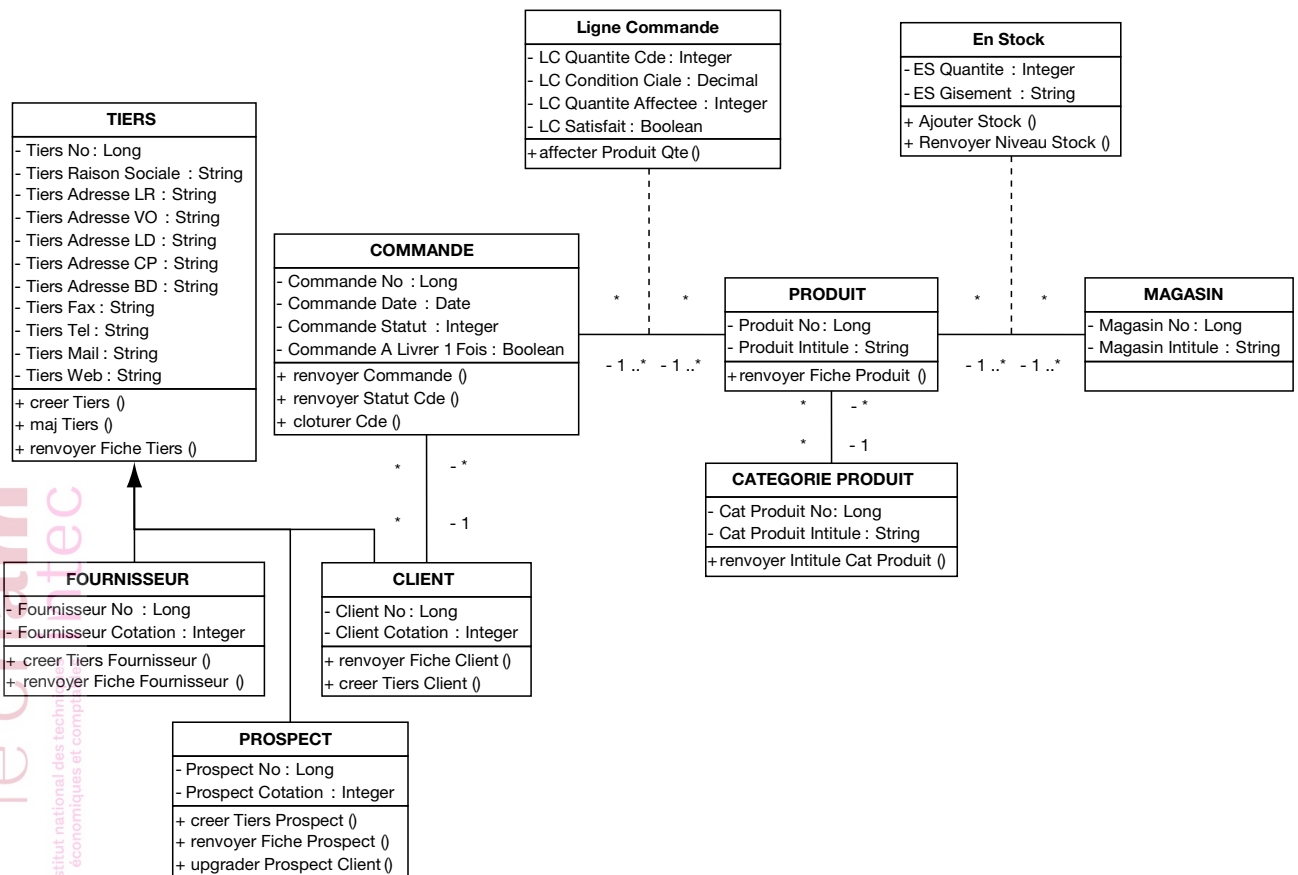 Ligne Commande
- LC Quantite Cde : Integer
- LC Condition Ciale : Decimal
- LC Quantite Affectee : Integer
- LC Satisfait : Boolean
+ affecter Produit Qte ()
En Stock
- ES Quantite : Integer
- ES Gisement : String
+ Ajouter Stock ()
+ Renvoyer Niveau Stock ()
TIERS
- Tiers No : Long
- Tiers Raison Sociale : String
- Tiers Adresse LR : String
- Tiers Adresse VO : String
- Tiers Adresse LD : String
- Tiers Adresse CP : String
- Tiers Adresse BD : String
- Tiers Fax : String
- Tiers Tel : String
- Tiers Mail : String
- Tiers Web : String
+ creer Tiers ()
+ maj Tiers ()
+ renvoyer Fiche Tiers ()
COMMANDE
- Commande No : Long
- Commande Date : Date
- Commande Statut : Integer
- Commande A Livrer 1 Fois : Boolean
+ renvoyer Commande ()
+ renvoyer Statut Cde ()
+ cloturer Cde ()
* *
- 1 ..* - 1 ..*
PRODUIT
- Produit No : Long
- Produit Intitule : String
+ renvoyer Fiche Produit ()
* *
- 1 ..* - 1 ..*
MAGASIN
- Magasin No : Long
- Magasin Intitule : String
* - *
* - 1
CATEGORIE PRODUIT
- Cat Produit No : Long
- Cat Produit Intitule : String
+ renvoyer Intitule Cat Produit ()
* - *
* - 1
FOURNISSEUR
- Fournisseur No : Long
- Fournisseur Cotation : Integer
+ creer Tiers Fournisseur ()
+ renvoyer Fiche Fournisseur ()
CLIENT
- Client No : Long
- Client Cotation : Integer
+ renvoyer Fiche Client ()
+ creer Tiers Client ()
PROSPECT
- Prospect No : Long
- Prospect Cotation : Integer
+ creer Tiers Prospect ()
+ renvoyer Fiche Prospect ()
+ upgrader Prospect Client ()
intec
national des techniques
économiques et comptables